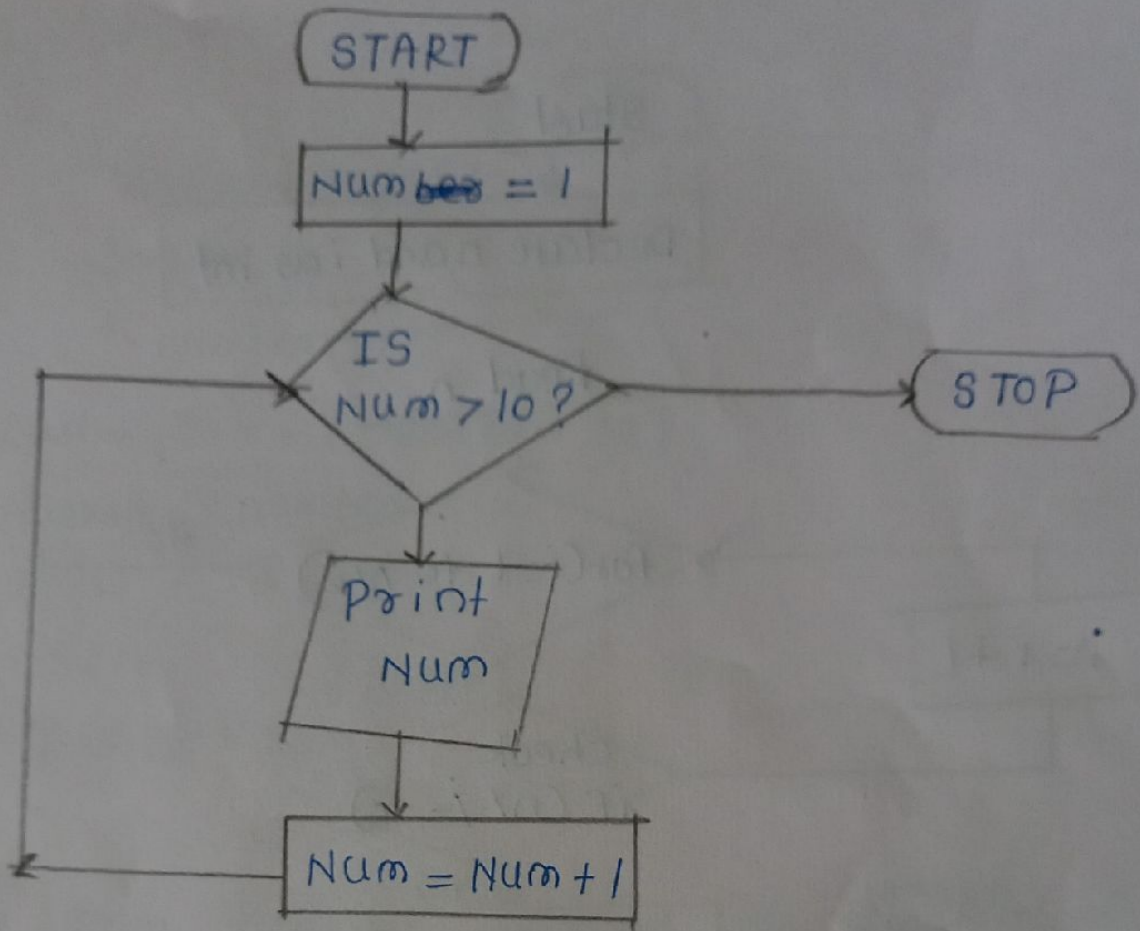 START
Num = 1
IS
Num > 10 ?
STOP
Print
Num
Num = Num + 1